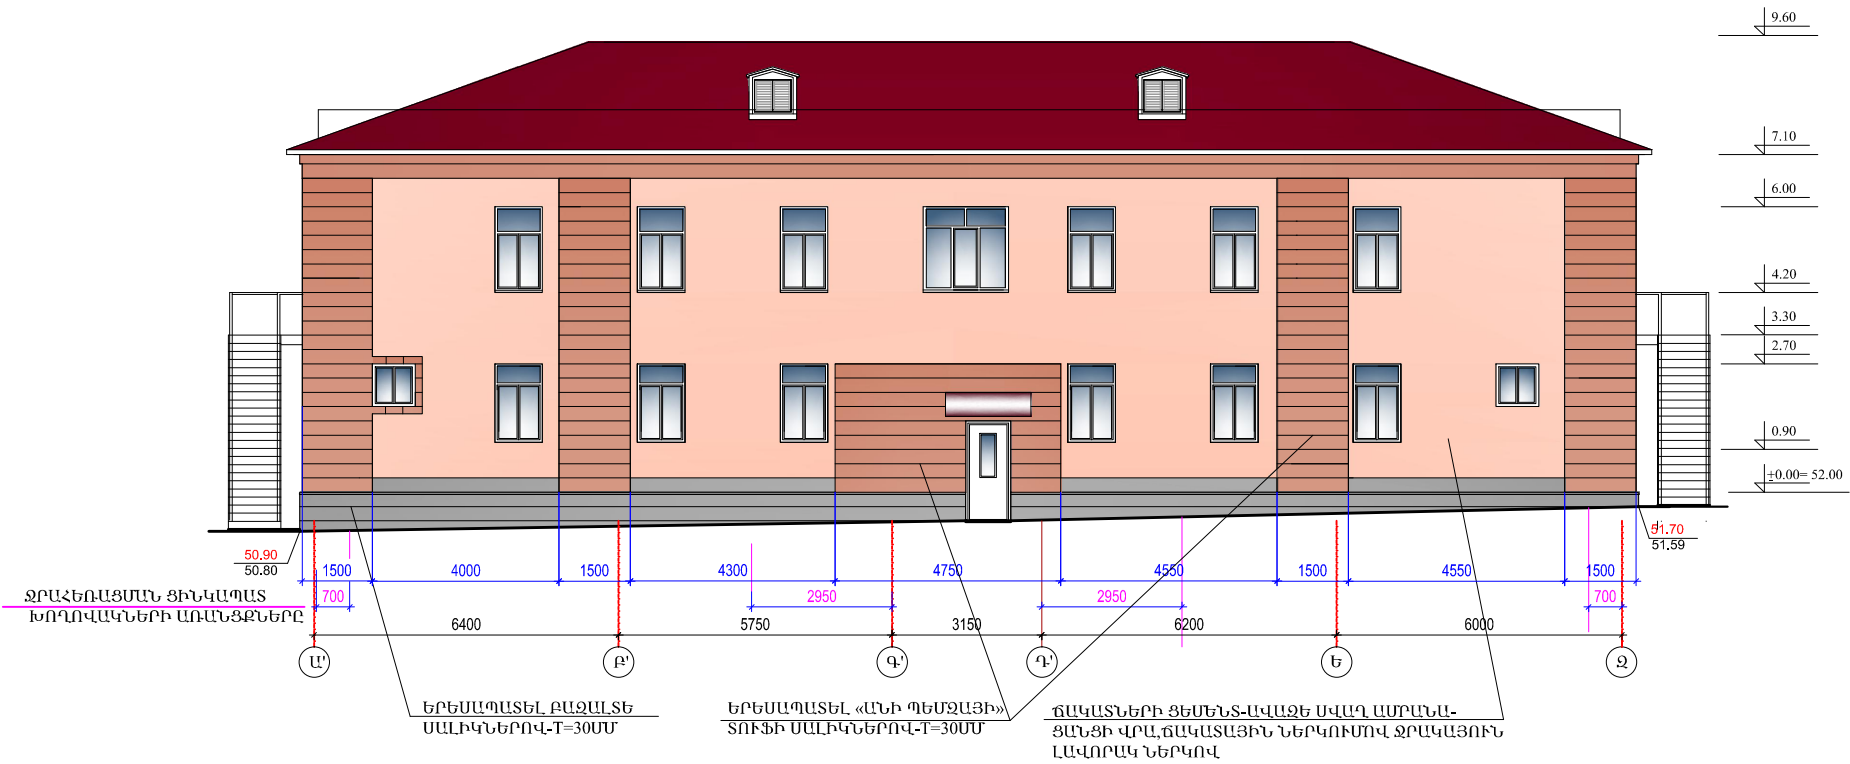 9.60
7.10
6.00
4.20
3.30
2.70
0.90
±0.00= 52.00
50.90
50.80
51.70
51.59
1500 4000 1500 4300 4750 4550 1500 4550 1500
ՋՐԱՀԵՌԱՑՄԱՆ ՑԻՆԿԱՊԱՏ
ԽՈՂՈՎԱԿՆԵՐԻ ԱՌԱՆՑՔՆԵՐԸ
700 2950 2950 700
6400 5750 3150 6200 6000
Ա' Բ' Գ' Դ' Ե Զ
ԵՐԵՍԱՊԱՏԵԼ ԲԱԶԱԼՏԵ
ՍԱԼԻԿՆԵՐՈՎ-T=30ՄՄ
ԵՐԵՍԱՊԱՏԵԼ «ԱՆԻ ՊԵՄԶԱՅԻ»
ՏՈՒՖԻ ՍԱԼԻԿՆԵՐՈՎ-T=30ՄՄ
ՃԱԿԱՏՆԵՐԻ ՑԵՄԵՆՏ-ԱՎԱԶԵ ՍՎԱՂ ԱՄՐԱՆԱ-
ՑԱՆՑԻ ՎՐԱ,ՃԱԿԱՏԱՅԻՆ ՆԵՐԿՈՒՄՈՎ ՋՐԱԿԱՅՈՒՆ
ԼԱՎՈՐԱԿ ՆԵՐԿՈՎ